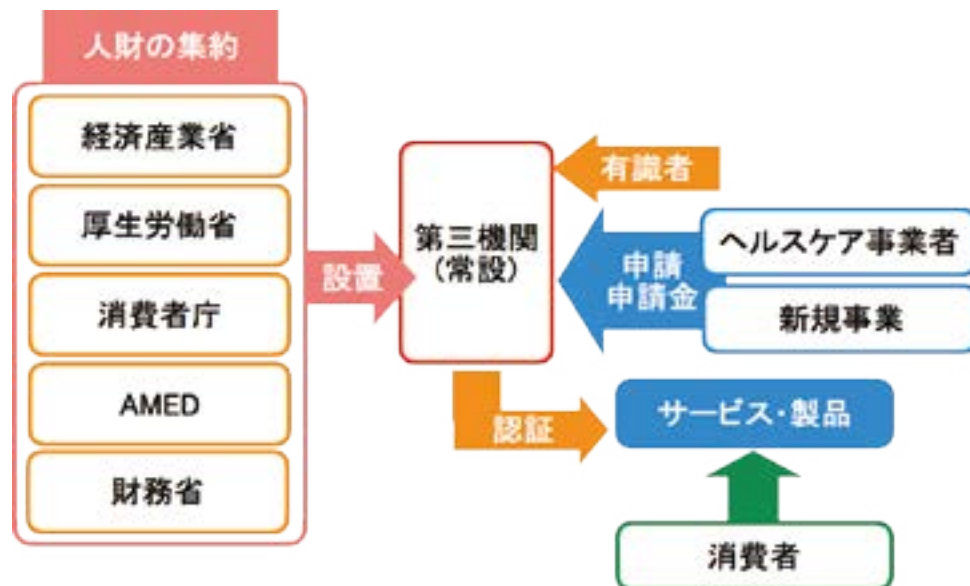 人財の集約
経済産業省
厚生労働省
消費者庁
AMED
財務省
設置
第三機関
(常設)
有識者
申請
申請金
ヘルスケア事業者
新規事業
認証
サービス・製品
消費者